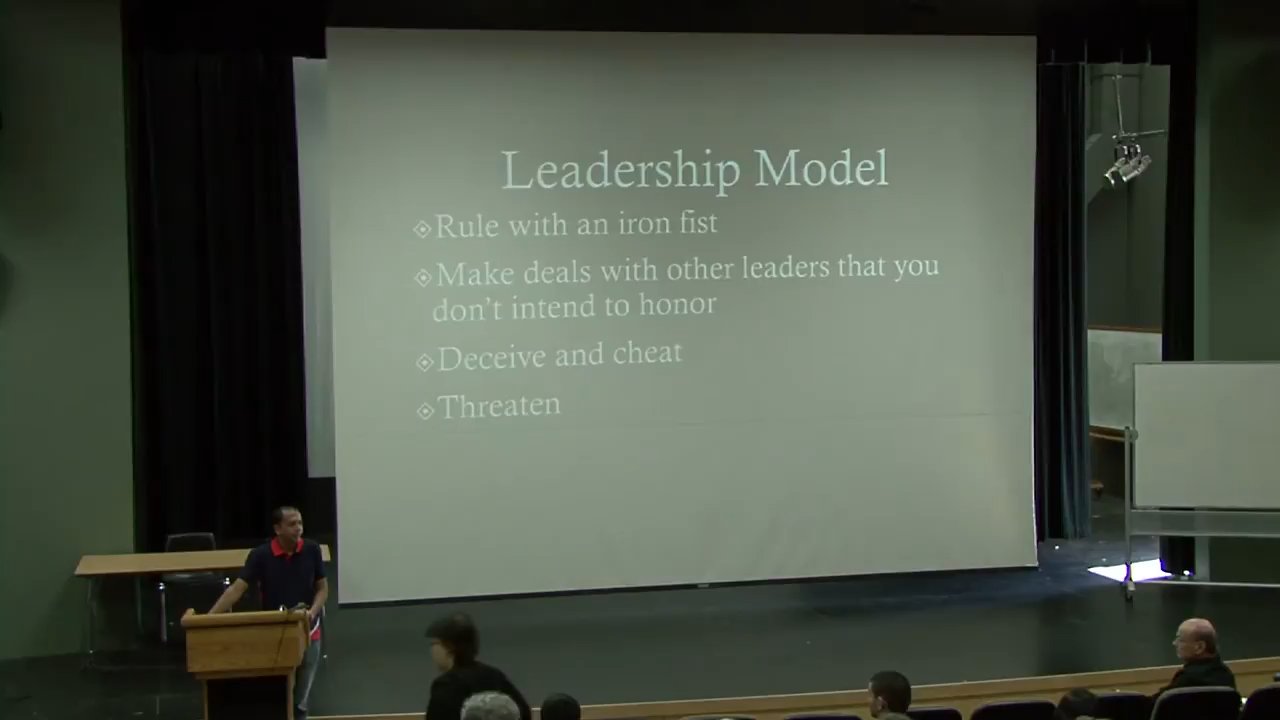 Leadership Model
Rule with an iron fist
Make deals with other leaders that you
don't intend to honor
Deceive and cheat
Threaten